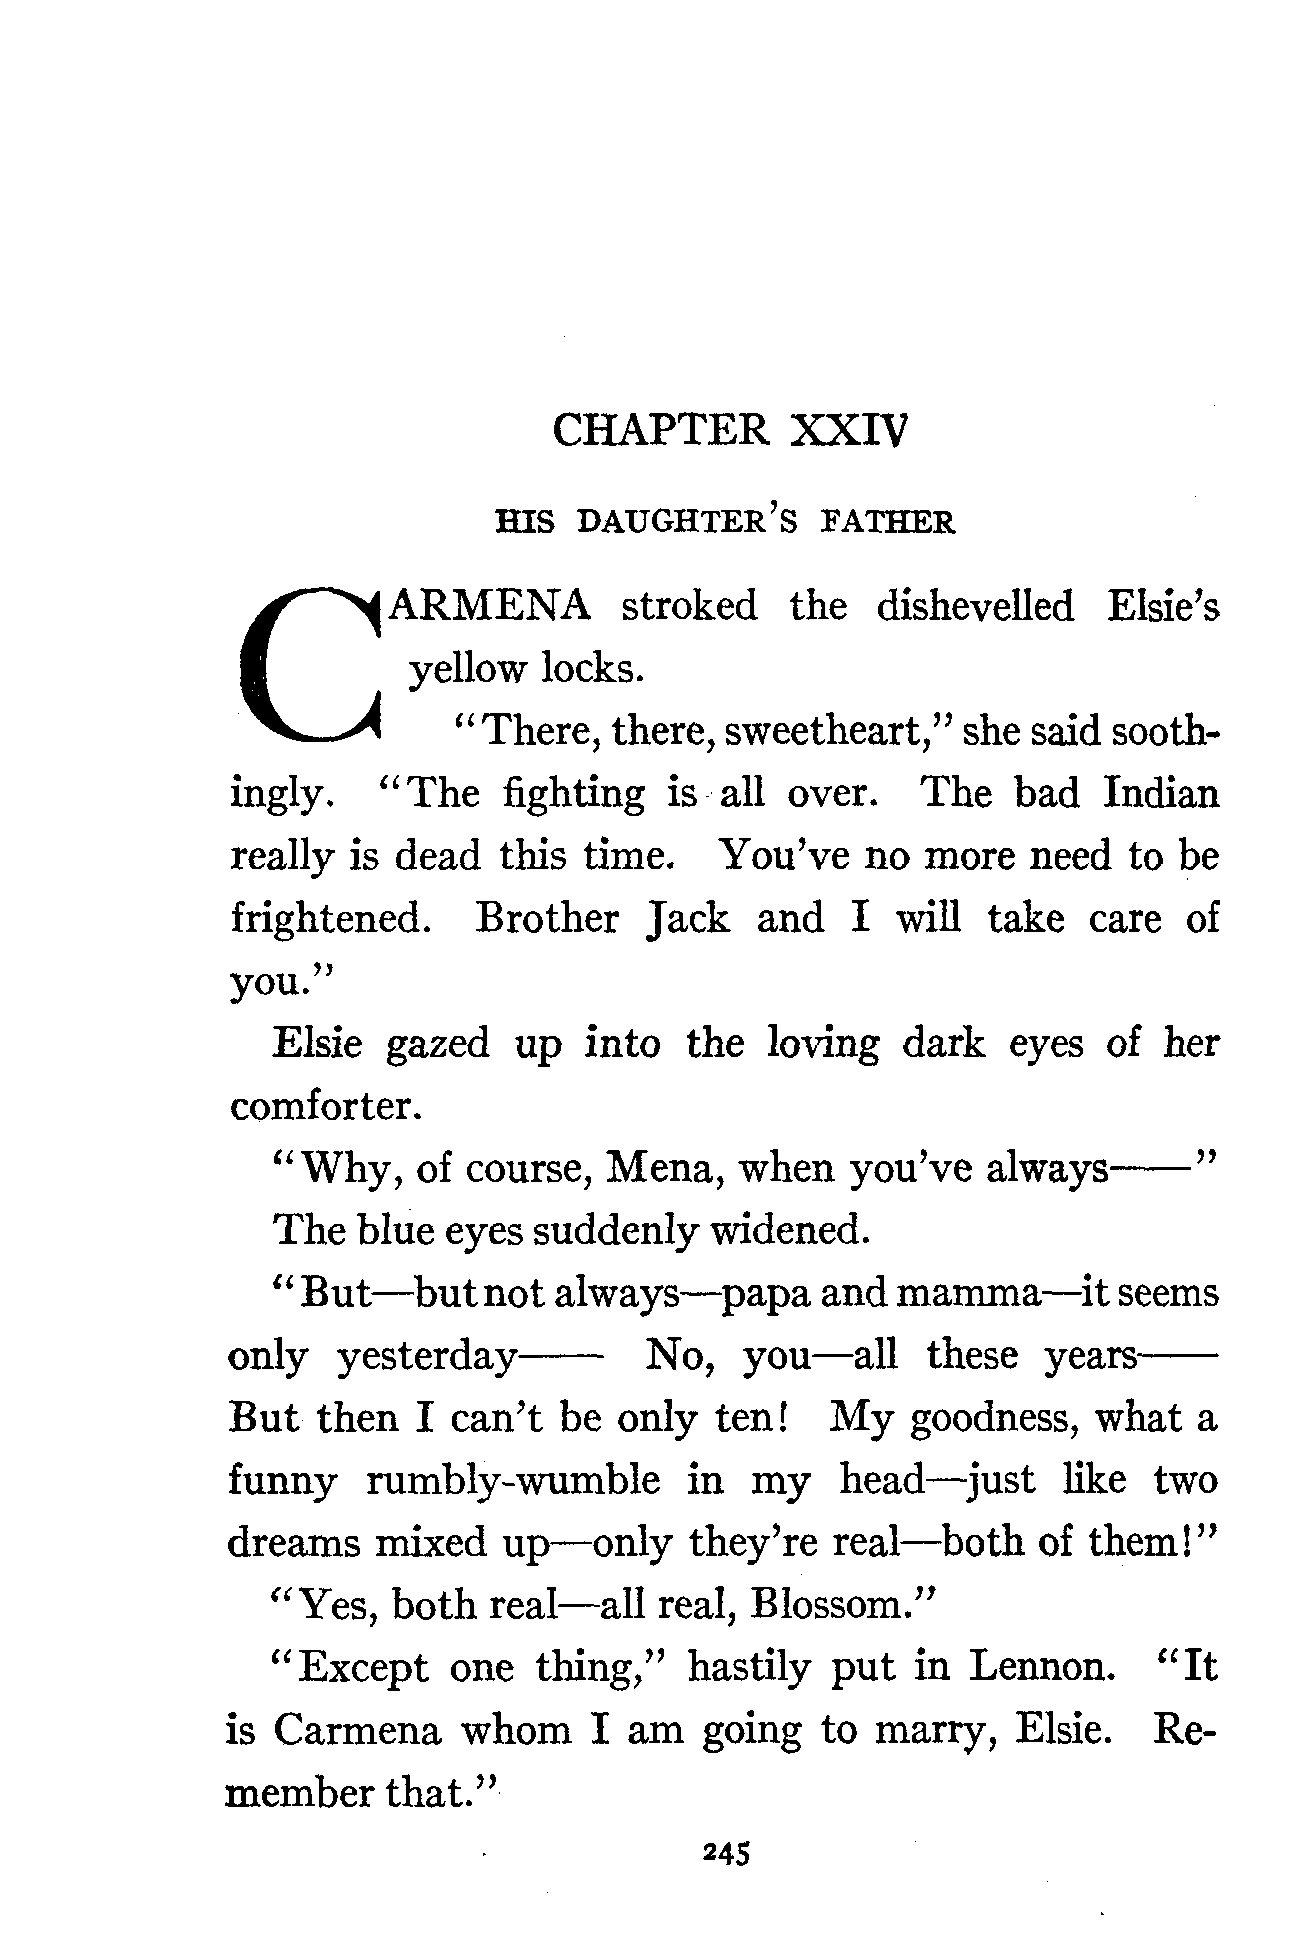 CHAPTER XXIV
HIS DAUGHTER'S FATHER
CARMENA stroked the dishevelled Elsie's
yellow locks.
"There, there, sweetheart," she said sooth-
ingly. "The fighting is all over. The bad Indian
really is dead this time. You've no more need to be
frightened. Brother Jack and I will take care of
you."
Elsie gazed up into the loving dark eyes of her
comforter.
"Why, of course, Mena, when you've always——"
The blue eyes suddenly widened.
"But—but not always—papa and mamma—it seems
only yesterday—— No, you—all these years——
But then I can't be only ten! My goodness, what a
funny rumbly-wumble in my head—just like two
dreams mixed up—only they're real—both of them!"
"Yes, both real—all real, Blossom."
"Except one thing," hastily put in Lennon. "It
is Carmena whom I am going to marry, Elsie. Re-
member that."
245